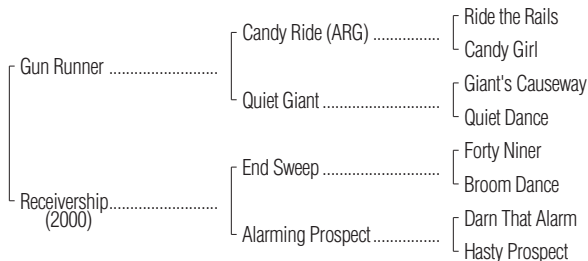 Ride the Rails
Candy Ride (ARG) ....................
Candy Girl
Gun Runner ........................
Giant's Causeway
Quiet Giant ...........................
Quiet Dance
Forty Niner
End Sweep ..........................
Broom Dance
Receivership........................
(2000)
Darn That Alarm
Alarming Prospect...............
Hasty Prospect